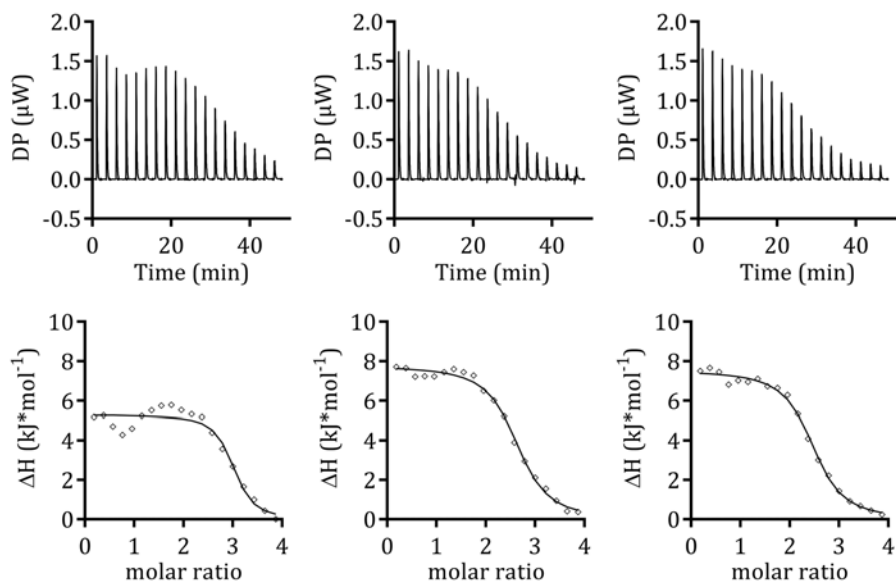 2.0
1.5
1.0
0.5
0.0
-0.5
DP (µW)
0 20 40
Time (min)
2.0
1.5
1.0
0.5
0.0
-0.5
DP (µW)
0 20 40
Time (min)
2.0
1.5
1.0
0.5
0.0
-0.5
DP (µW)
0 20 40
Time (min)
10
8
6
4
2
0
ΔH (kJ*mol⁻¹)
0 1 2 3 4
molar ratio
10
8
6
4
2
0
ΔH (kJ*mol⁻¹)
0 1 2 3 4
molar ratio
10
8
6
4
2
0
ΔH (kJ*mol⁻¹)
0 1 2 3 4
molar ratio